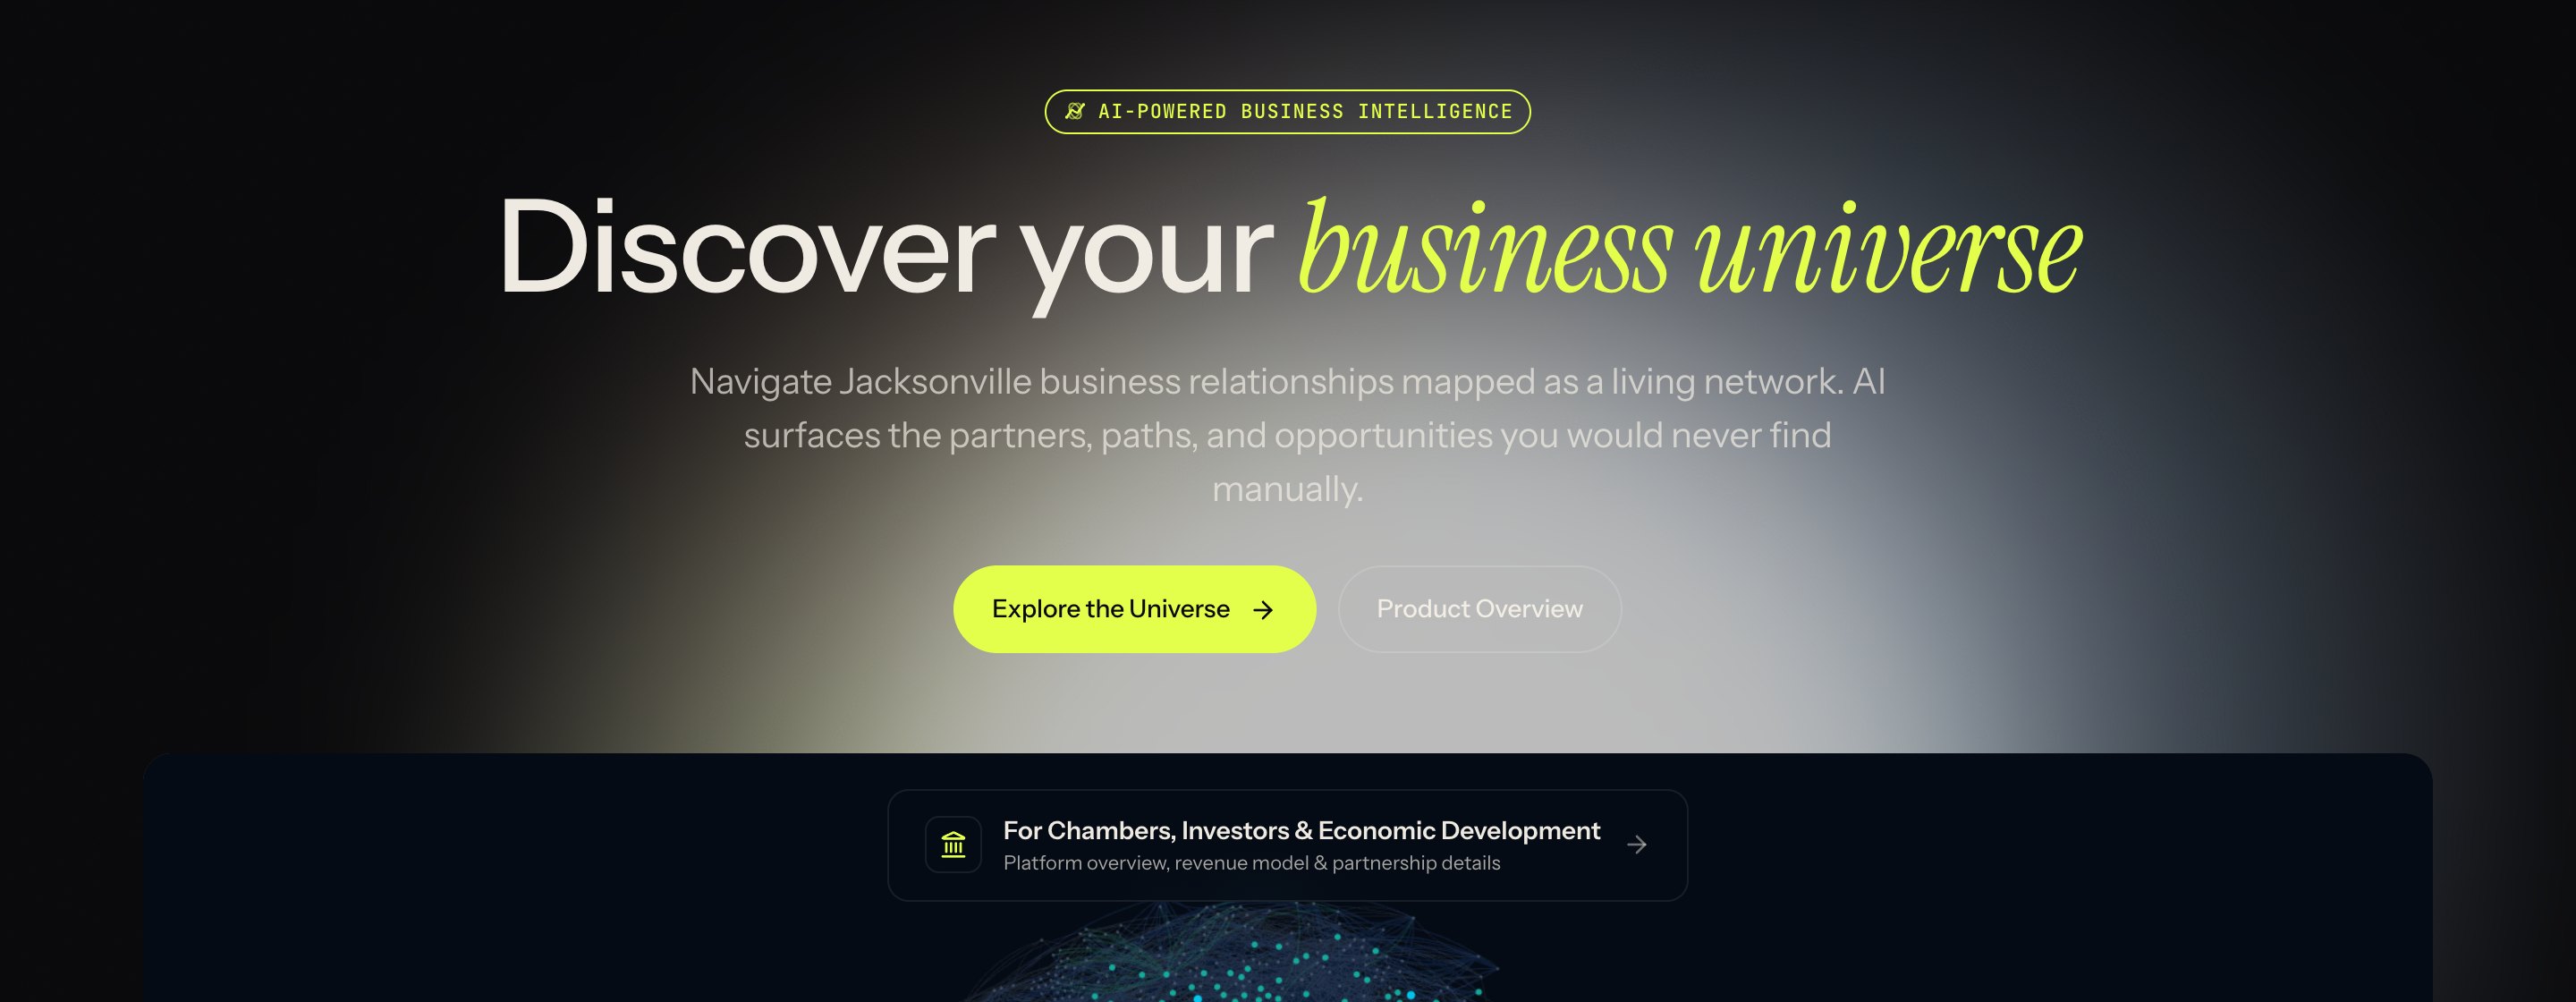 AI-POWERED BUSINESS INTELLIGENCE
Discover your business universe
Navigate Jacksonville business relationships mapped as a living network. AI
surfaces the partners, paths, and opportunities you would never find
manually.
Explore the Universe →
Product Overview
For Chambers, Investors & Economic Development
Platform overview, revenue model & partnership details